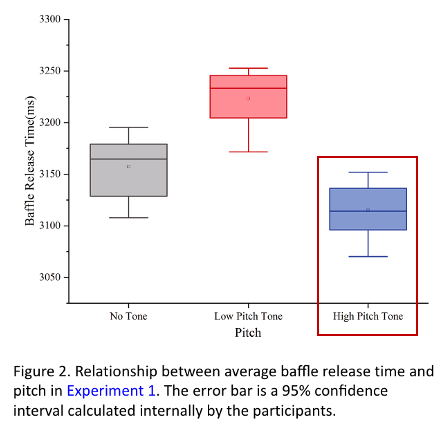 3300
3250
3200
3150
3100
3050
Baffle Release Time(ms)
No Tone
Low Pitch Tone
High Pitch Tone
Pitch
Figure 2. Relationship between average baffle release time and
pitch in Experiment 1. The error bar is a 95% confidence
interval calculated internally by the participants.